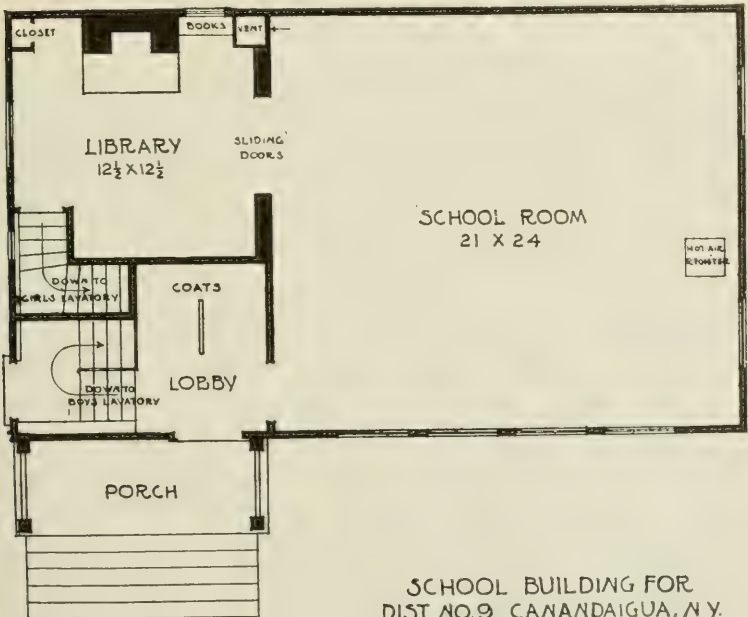 CLOSET
BOOKS
VENT
LIBRARY
12½ X 12½
SLIDING
DOORS
SCHOOL ROOM
21 X 24
HOT AIR
REGISTER
DOWN TO
GIRLS LAVATORY
COATS
LOBBY
DOWN TO
BOYS LAVATORY
PORCH
SCHOOL BUILDING FOR
DIST NO.9 CANANDAIGUA, N.Y.